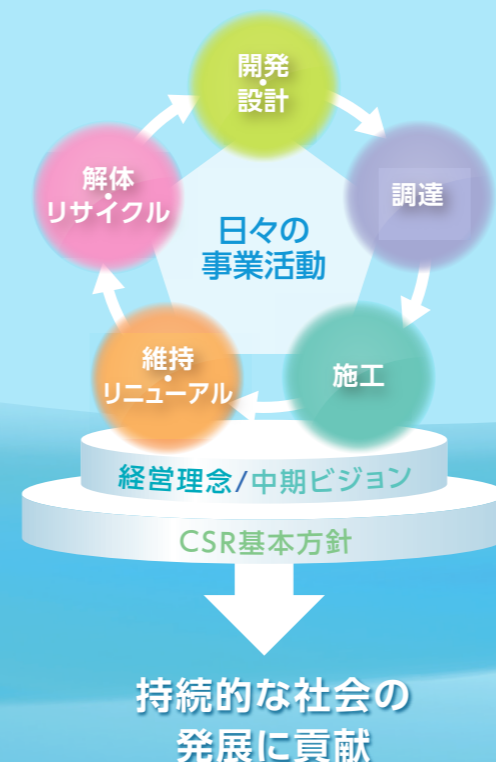 開発
・
設計
調達
施工
維持
・
リニューアル
解体
・
リサイクル
日々の
事業活動
経営理念/中期ビジョン
CSR基本方針
持続的な社会の
発展に貢献